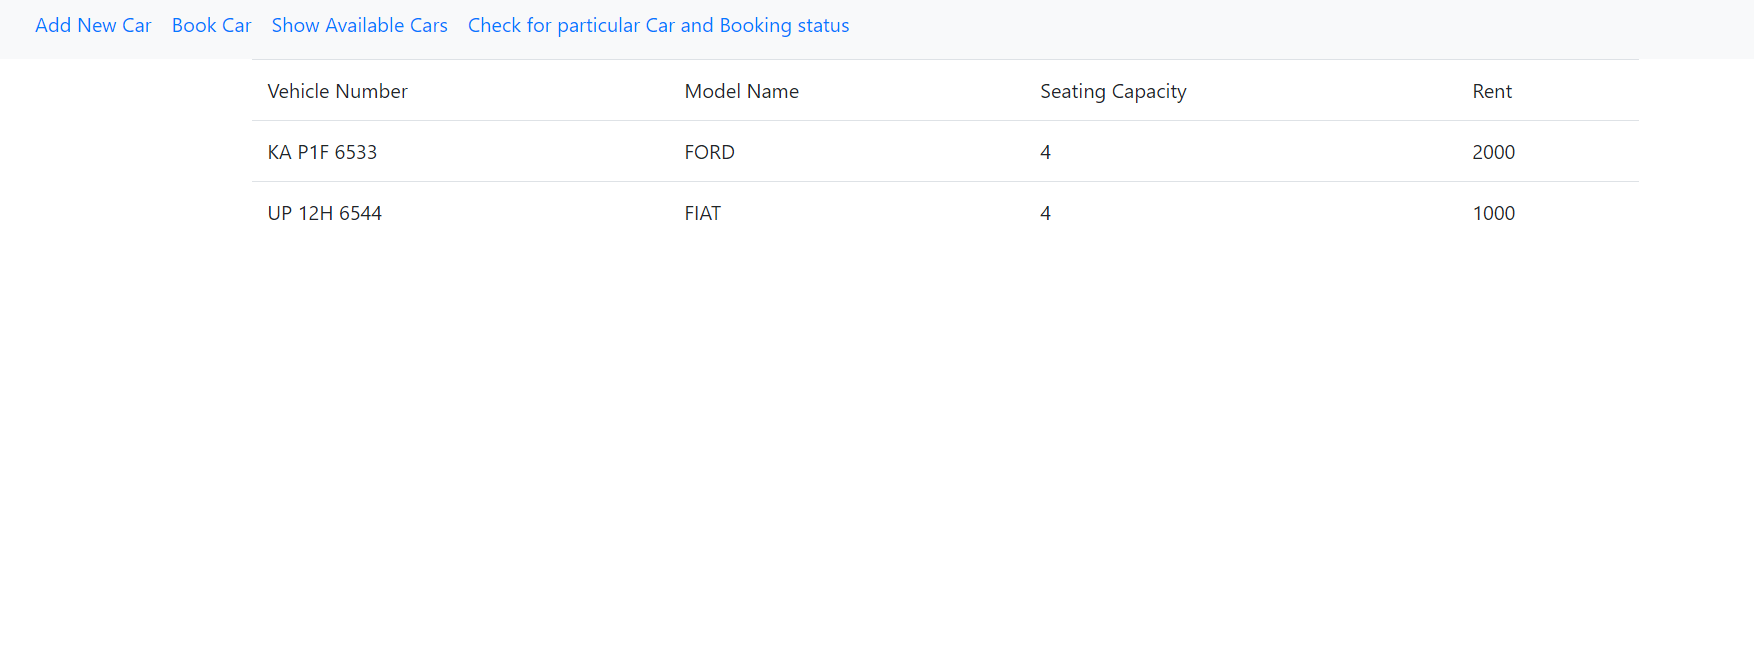 Add New Car Book Car Show Available Cars Check for particular Car and Booking status
Vehicle Number Model Name Seating Capacity Rent
KA P1F 6533 FORD 4 2000
UP 12H 6544 FIAT 4 1000